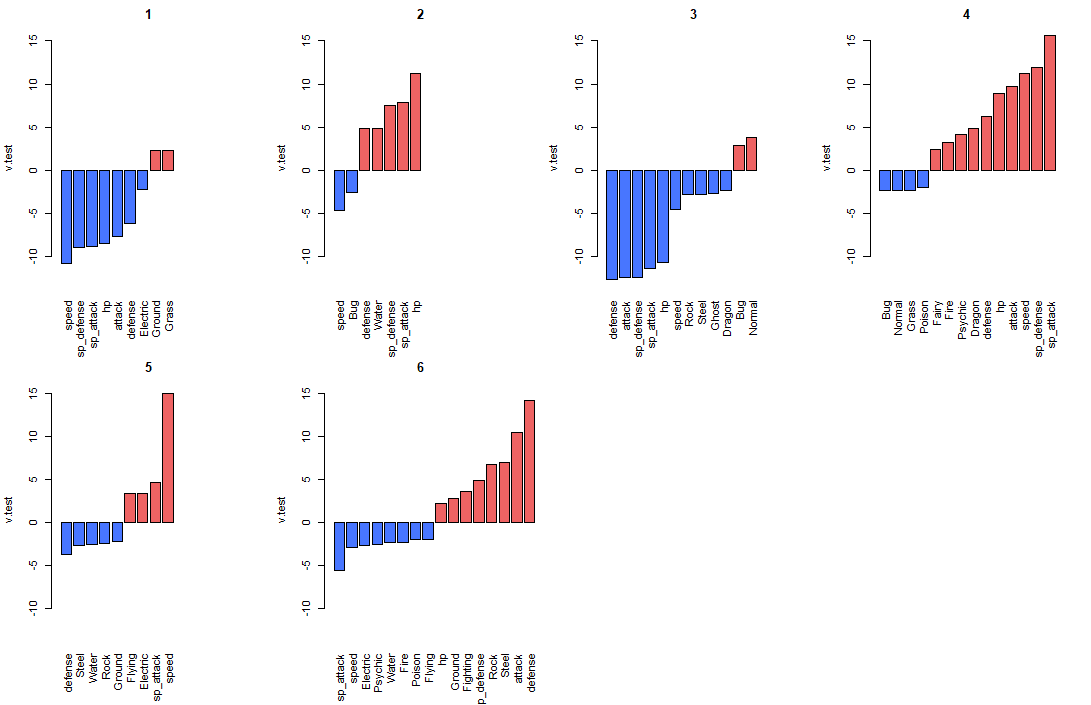 1
v.test
15
10
5
0
-5
-10
speed
sp_defense
sp_attack
hp
attack
defense
Electric
Ground
Grass
2
v.test
15
10
5
0
-5
-10
speed
Bug
defense
Water
sp_defense
Fire
sp_attack
hp
3
v.test
15
10
5
0
-5
-10
defense
attack
sp_defense
sp_attack
hp
speed
Rock
Steel
Ghost
Dragon
Bug
Normal
4
v.test
15
10
5
0
-5
-10
Bug
Normal
Grass
Poison
Fairy
Fire
Psychic
Dragon
defense
hp
attack
speed
sp_defense
sp_attack
5
v.test
15
10
5
0
-5
-10
defense
Steel
Water
Rock
Ground
Flying
Electric
sp_attack
speed
6
v.test
15
10
5
0
-5
-10
sp_attack
speed
Electric
Psychic
Water
Fire
Poison
Flying
hp
Ground
Fighting
p_defense
Rock
Steel
attack
defense